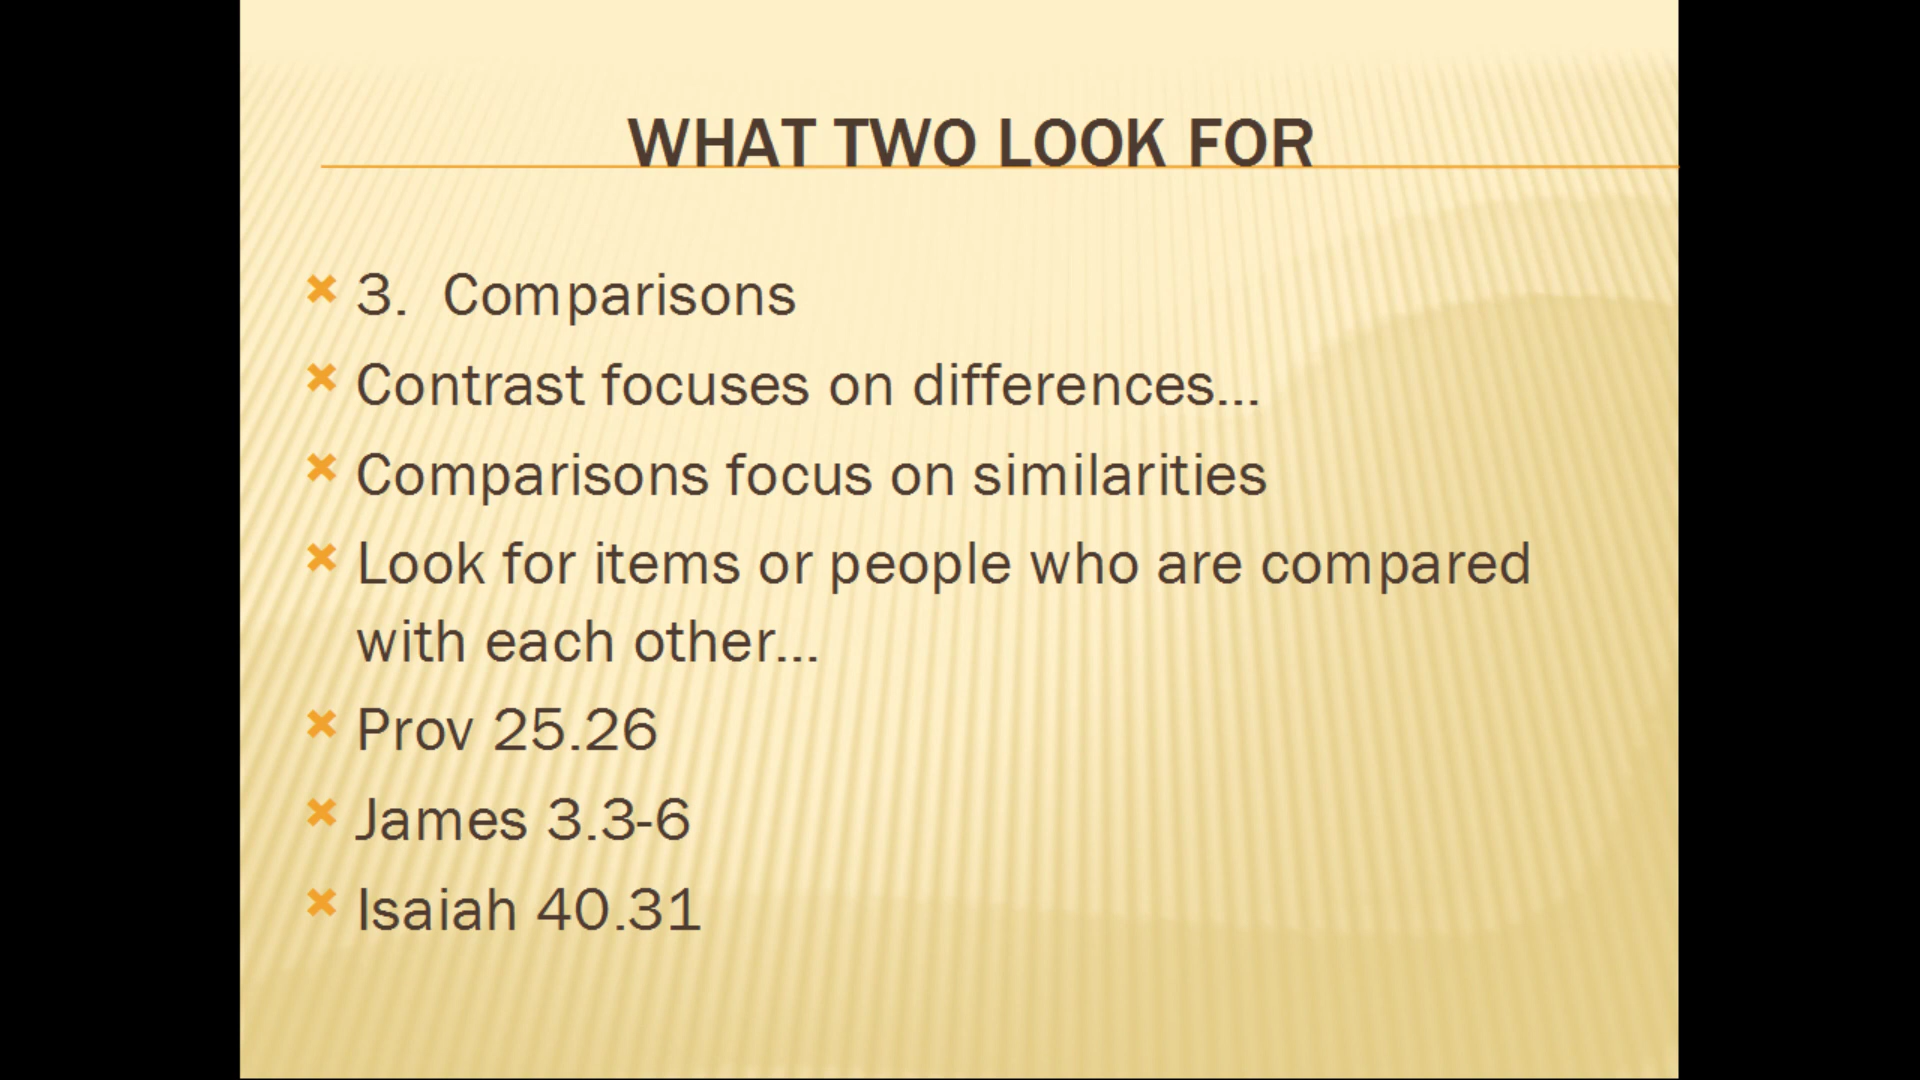 WHAT TWO LOOK FOR
3. Comparisons
Contrast focuses on differences...
Comparisons focus on similarities
Look for items or people who are compared
with each other...
Prov 25.26
James 3.3-6
Isaiah 40.31